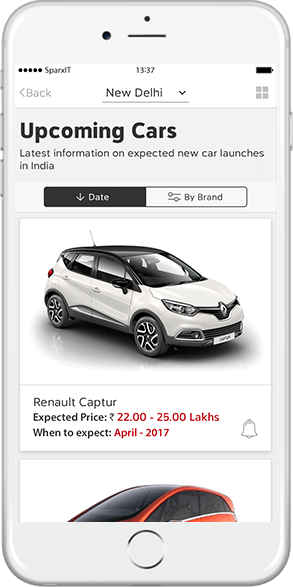 SparxIT 13:37
Back New Delhi
Upcoming Cars
Latest information on expected new car launches
in India
Date By Brand
CAPTUR
Renault Captur
Expected Price: ₹ 22.00 - 25.00 Lakhs
When to expect: April - 2017